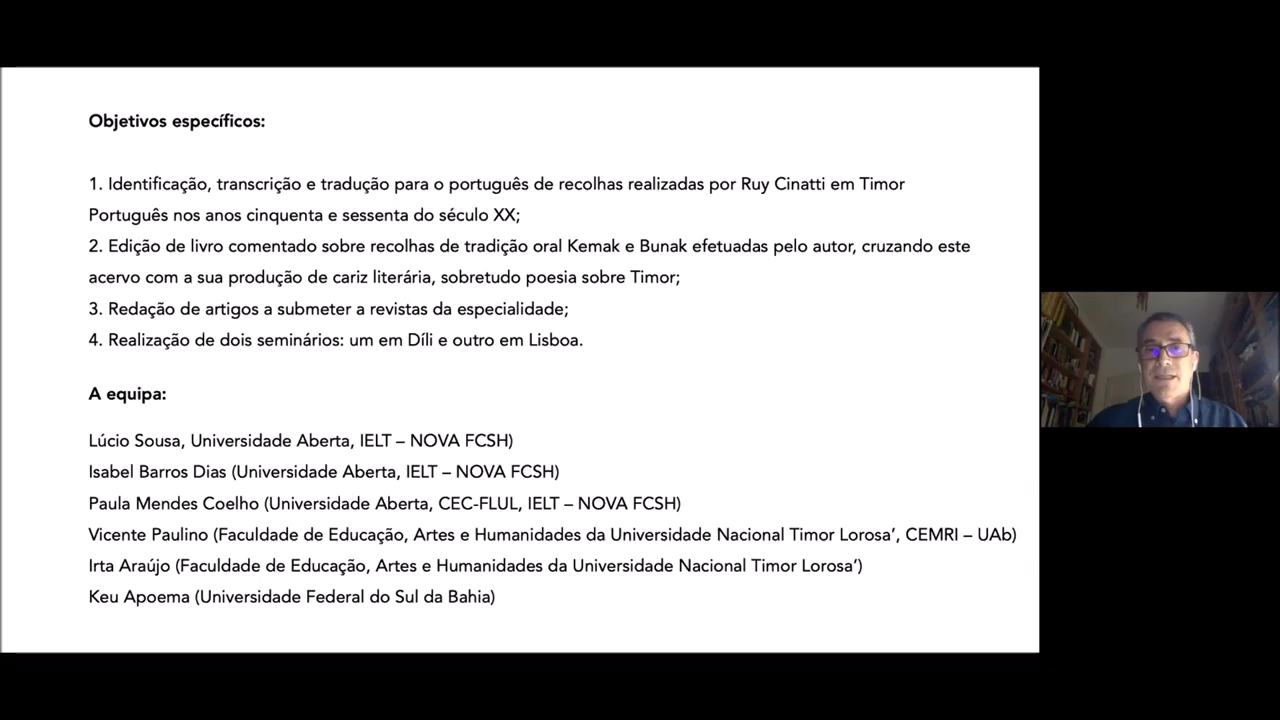 Objetivos específicos:
1. Identificação, transcrição e tradução para o português de recolhas realizadas por Ruy Cinatti em Timor
Português nos anos cinquenta e sessenta do século XX;
2. Edição de livro comentado sobre recolhas de tradição oral Kemak e Bunak efetuadas pelo autor, cruzando este
acervo com a sua produção de cariz literária, sobretudo poesia sobre Timor;
3. Redação de artigos a submeter a revistas da especialidade;
4. Realização de dois seminários: um em Díli e outro em Lisboa.
A equipa:
Lúcio Sousa, Universidade Aberta, IELT – NOVA FCSH)
Isabel Barros Dias (Universidade Aberta, IELT – NOVA FCSH)
Paula Mendes Coelho (Universidade Aberta, CEC-FLUL, IELT – NOVA FCSH)
Vicente Paulino (Faculdade de Educação, Artes e Humanidades da Universidade Nacional Timor Lorosa’, CEMRI – UAb)
Irta Araújo (Faculdade de Educação, Artes e Humanidades da Universidade Nacional Timor Lorosa’)
Keu Apoema (Universidade Federal do Sul da Bahia)